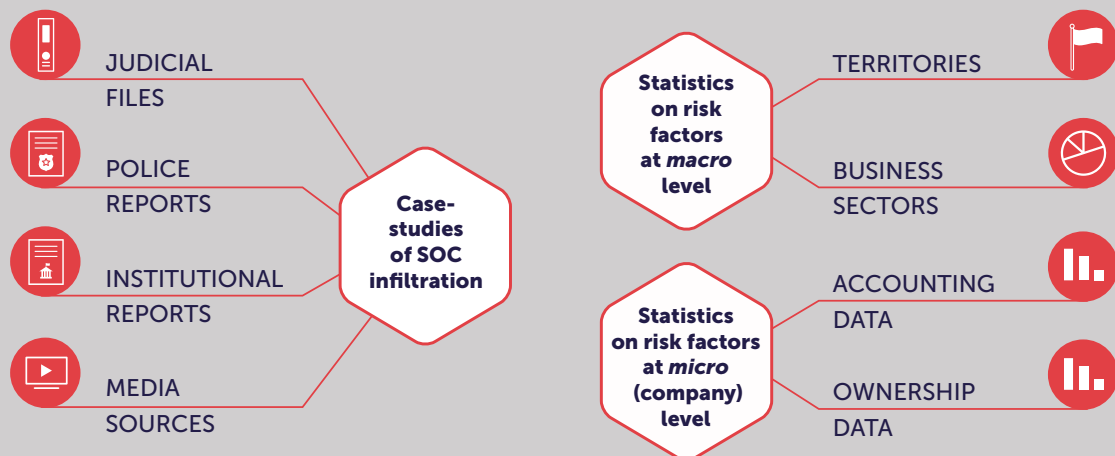 JUDICIAL
FILES
POLICE
REPORTS
INSTITUTIONAL
REPORTS
MEDIA
SOURCES
Case-
studies
of SOC
infiltration
Statistics
on risk
factors
at macro
level
TERRITORIES
BUSINESS
SECTORS
Statistics
on risk factors
at micro
(company)
level
ACCOUNTING
DATA
OWNERSHIP
DATA